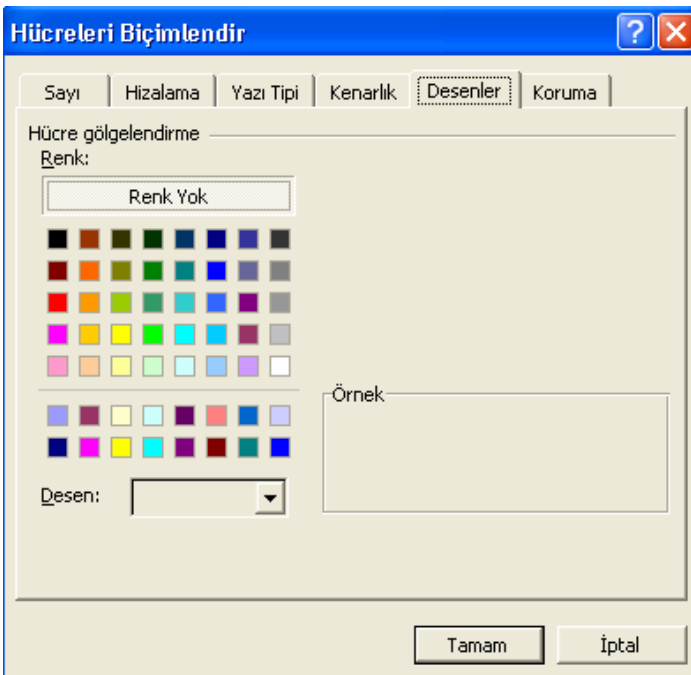 Hücreleri Biçimlendir
Sayı Hizalama Yazı Tipi Kenarlık Desenler Koruma
Hücre gölgelendirme
Renk:
Renk Yok
Örnek
Desen:
Tamam İptal